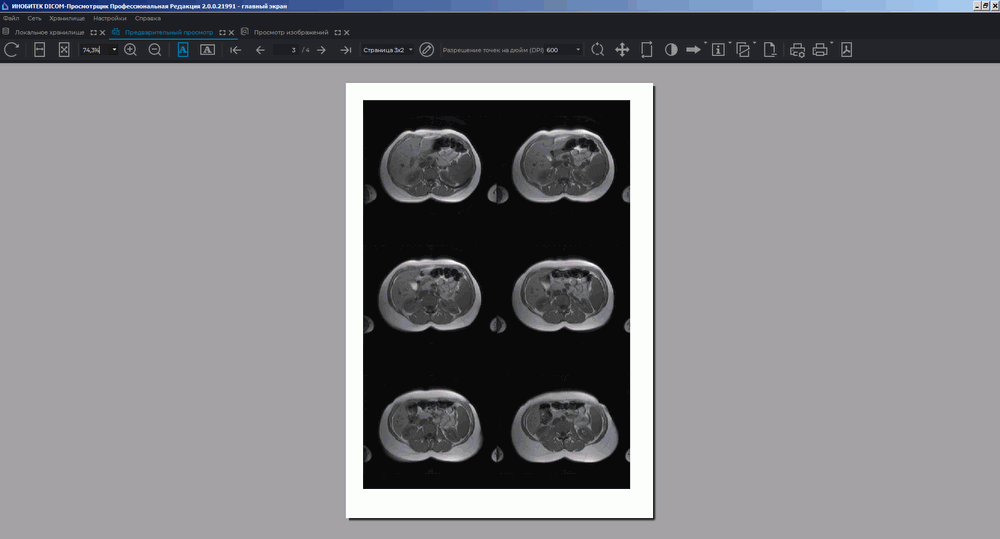 ИНОБИТЕК DICOM-Просмотрщик Профессиональная Редакция 2.0.0.21991 - главный экран
Файл Сеть Хранилище Настройки Справка
Локальное хранилище Предварительный просмотр Просмотр изображений
74,3% 3 / 4 Страница 3x2 Разрешение точек на дюйм (DPI) 600